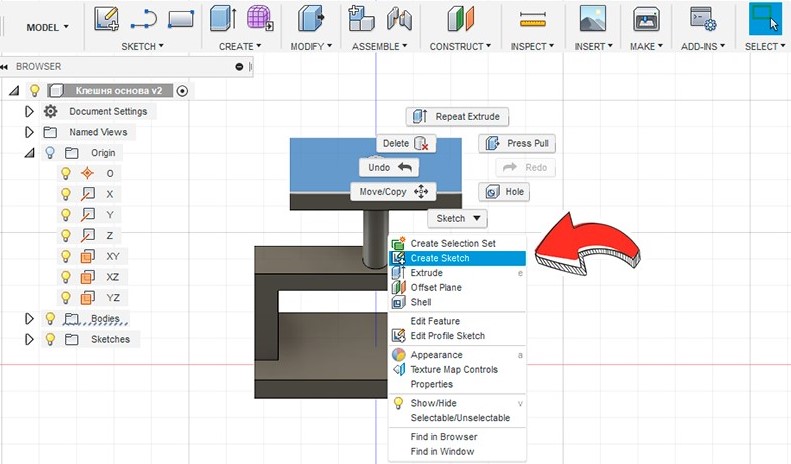 MODEL
SKETCH
CREATE
MODIFY
ASSEMBLE
CONSTRUCT
INSPECT
INSERT
MAKE
ADD-INS
SELECT
BROWSER
Клешня основа v2
Document Settings
Named Views
Origin
O
X
Y
Z
XY
XZ
YZ
Bodies
Sketches
Repeat Extrude
Delete
Press Pull
Undo
Redo
Move/Copy
Hole
Sketch
Create Selection Set
Create Sketch
Extrude e
Offset Plane
Shell
Edit Feature
Edit Profile Sketch
Appearance a
Texture Map Controls
Properties
Show/Hide v
Selectable/Unselectable
Find in Browser
Find in Window